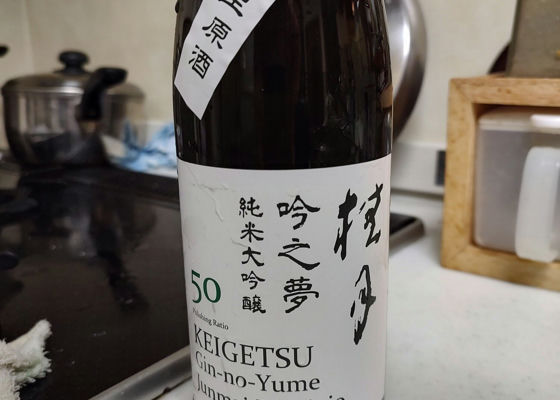 生原酒
桂月
吟之夢
純米大吟醸
50
Polishing Ratio
KEIGETSU
Gin-no-Yume